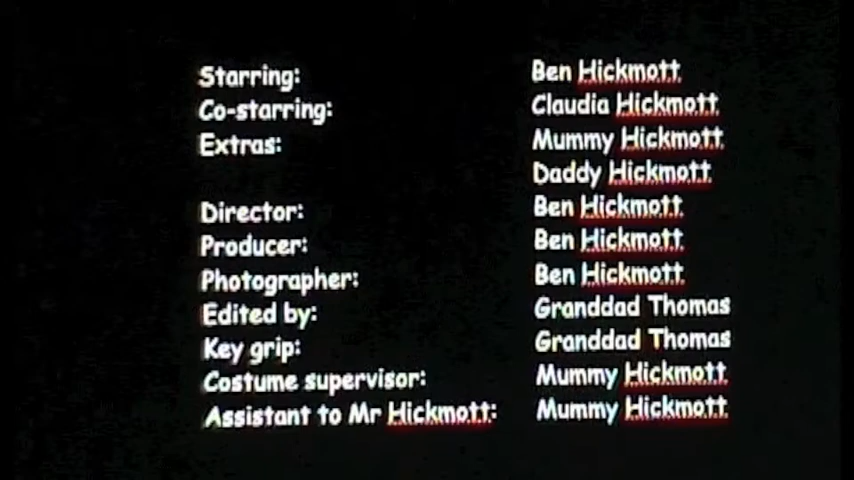 Starring: Ben Hickmott
Co-starring: Claudia Hickmott
Extras: Mummy Hickmott
Daddy Hickmott
Director: Ben Hickmott
Producer: Ben Hickmott
Photographer: Ben Hickmott
Edited by: Granddad Thomas
Key grip: Granddad Thomas
Costume supervisor: Mummy Hickmott
Assistant to Mr Hickmott: Mummy Hickmott